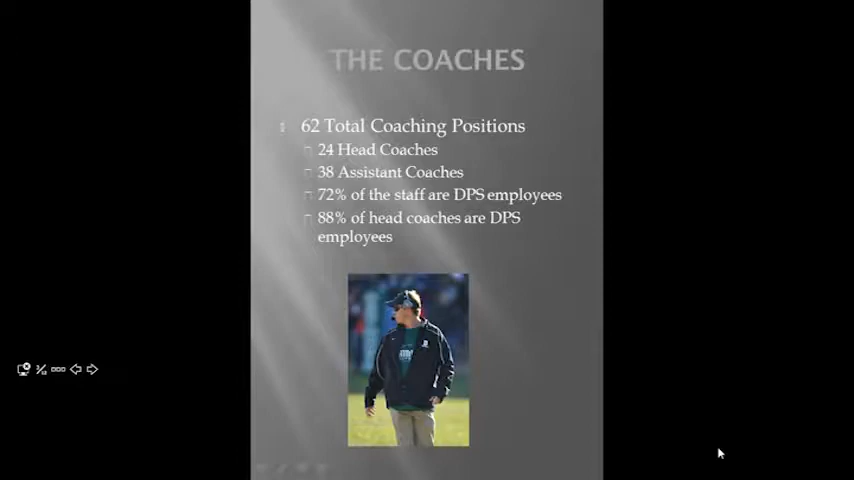 THE COACHES
62 Total Coaching Positions
24 Head Coaches
38 Assistant Coaches
72% of the staff are DPS employees
88% of head coaches are DPS
employees